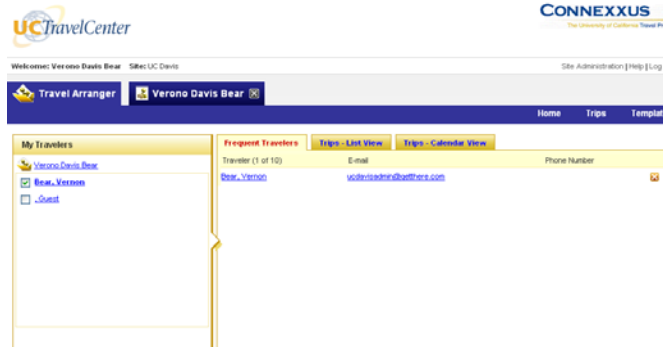 UCTravelCenter
CONNEXXUS
The University of California Travel Pr
Welcome: Verono Davis Bear Site: UC Davis
Site Administration | Help | Log
Travel Arranger
Verono Davis Bear
Home Trips Templat
My Travelers
Verono Davis Bear
Bear, Vernon
, Guest
Frequent Travelers Trips - List View Trips - Calendar View
Traveler (1 of 10) E-mail Phone Number
Bear, Vernon ucdavisadmin@getthere.com